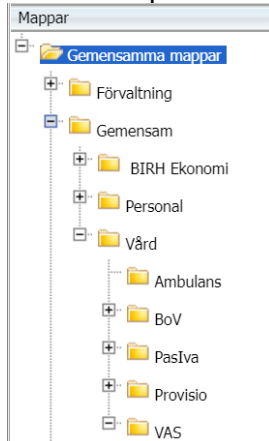 Mappar
Gemensamma mappar
Förvaltning
Gemensam
BIRH Ekonomi
Personal
Vård
Ambulans
BoV
PasIva
Provisio
VAS